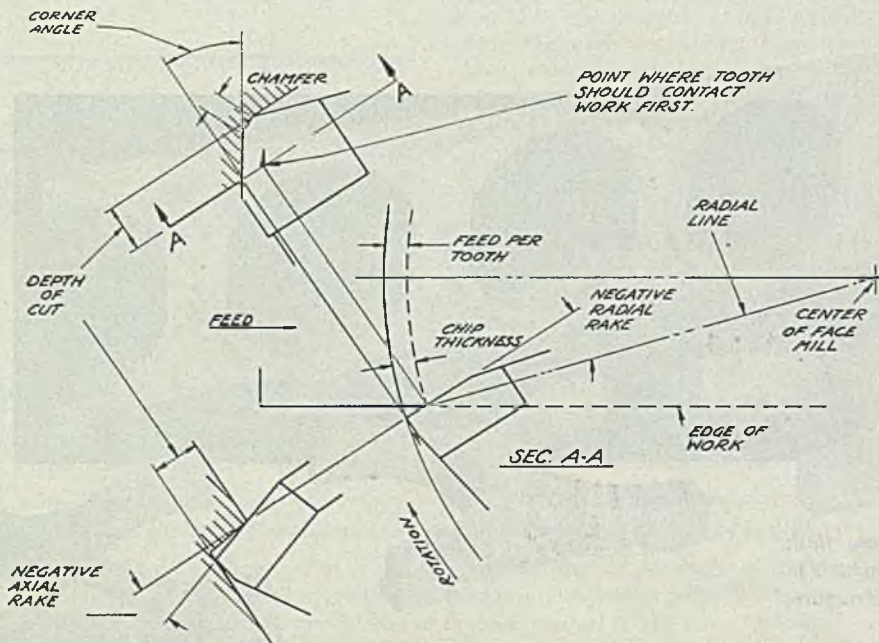 CORNER
ANGLE
CHAMFER
A
POINT WHERE TOOTH
SHOULD CONTACT
WORK FIRST.
A
RADIAL
LINE
FEED PER
TOOTH
DEPTH
OF
CUT
NEGATIVE
RADIAL
RAKE
CENTER
OF FACE
MILL
FEED
CHIP
THICKNESS
EDGE OF
WORK
SEC. A-A
ROTATION
NEGATIVE
AXIAL
RAKE